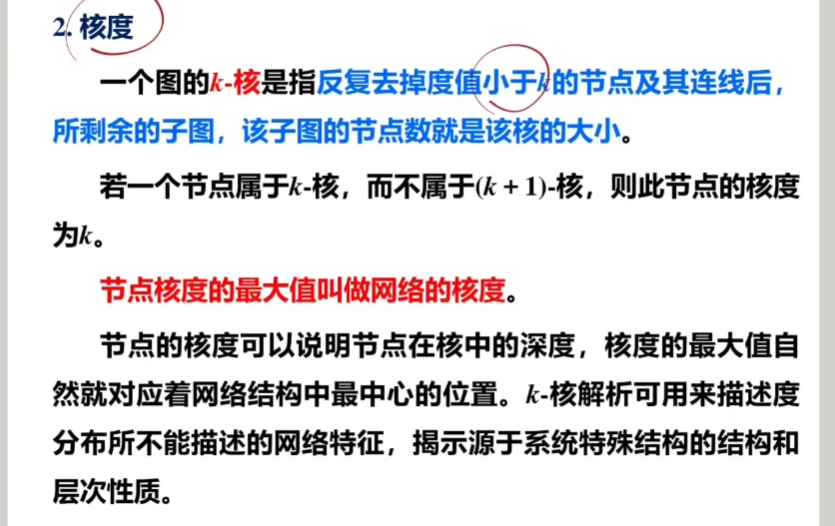 2. 核度
一个图的k-核是指反复去掉度值小于k的节点及其连线后，
所剩余的子图，该子图的节点数就是该核的大小。
若一个节点属于k-核，而不属于(k + 1)-核，则此节点的核度
为k。
节点核度的最大值叫做网络的核度。
节点的核度可以说明节点在核中的深度，核度的最大值自
然就对应着网络结构中最中心的位置。k-核解析可用来描述度
分布所不能描述的网络特征，揭示源于系统特殊结构的结构和
层次性质。